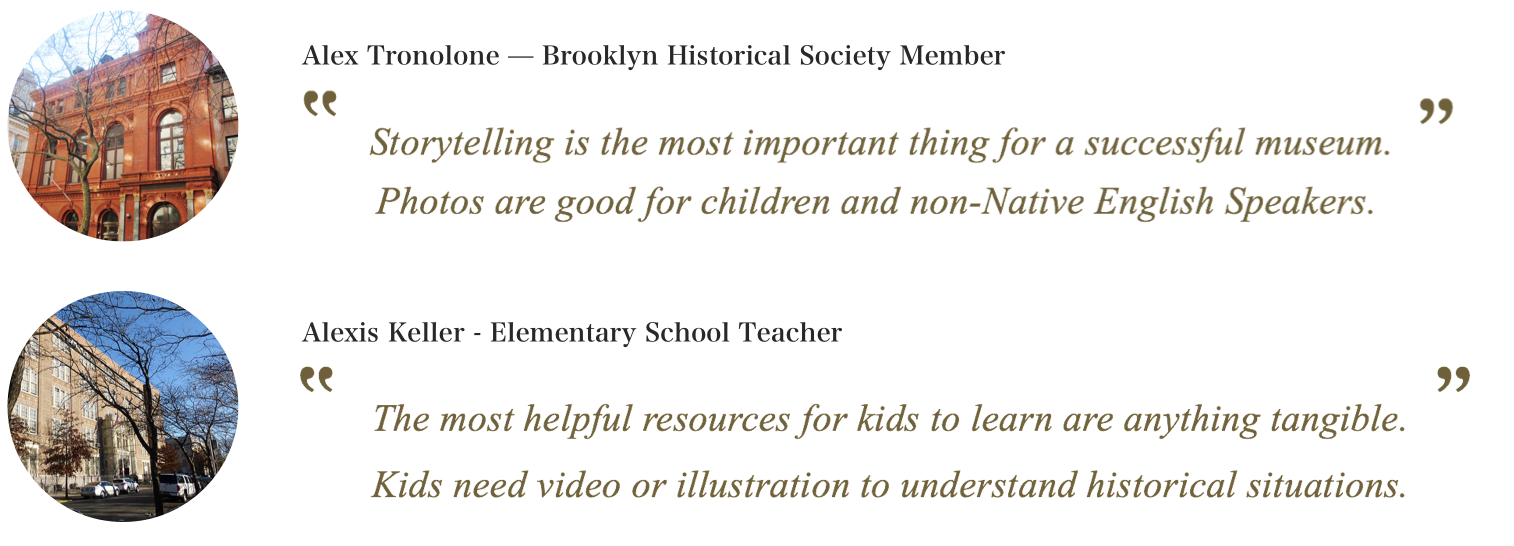 Alex Tronolone — Brooklyn Historical Society Member
“ Storytelling is the most important thing for a successful museum. ”
Photos are good for children and non-Native English Speakers.
Alexis Keller - Elementary School Teacher
“ The most helpful resources for kids to learn are anything tangible. ”
Kids need video or illustration to understand historical situations.